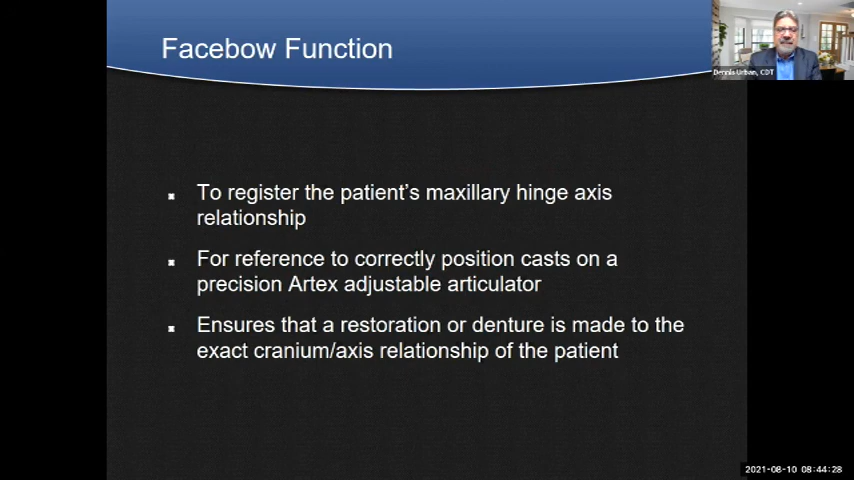 Facebow Function
Dennis Urban, CDT
To register the patient's maxillary hinge axis
relationship
For reference to correctly position casts on a
precision Artex adjustable articulator
Ensures that a restoration or denture is made to the
exact cranium/axis relationship of the patient
2021-08-10 08:44:28